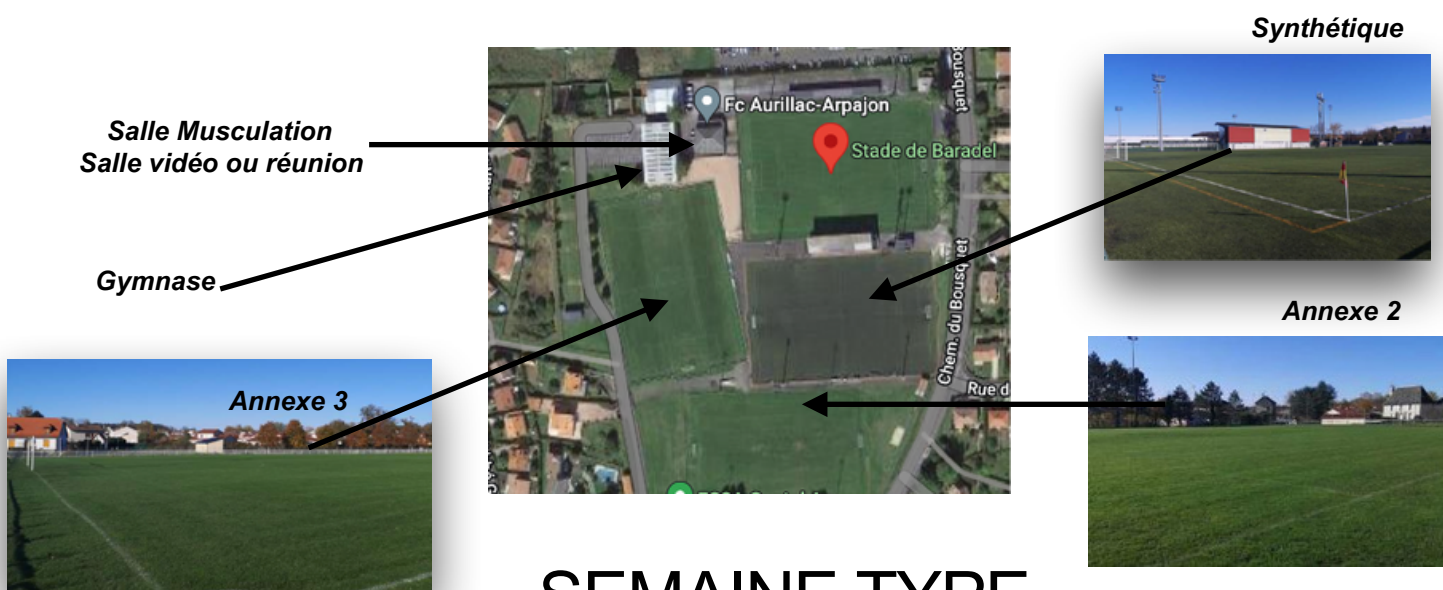 Synthétique
Salle Musculation
Salle vidéo ou réunion
Fc Aurillac-Arpajon
Stade de Baradel
Bousquet
Gymnase
Chem. du Bousquet
Annexe 2
Rue d
Annexe 3
SEMAINE TYPE